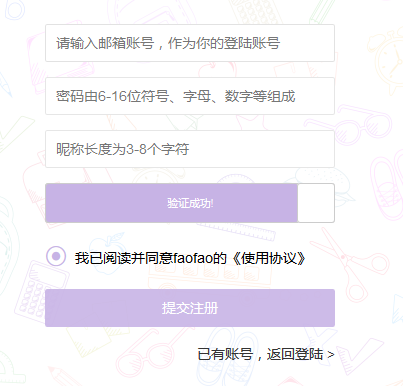 请输入邮箱账号，作为你的登陆账号
密码由6-16位符号、字母、数字等组成
昵称长度为3-8个字符
验证成功!
我已阅读并同意faofao的《使用协议》
提交注册
已有账号，返回登陆 >